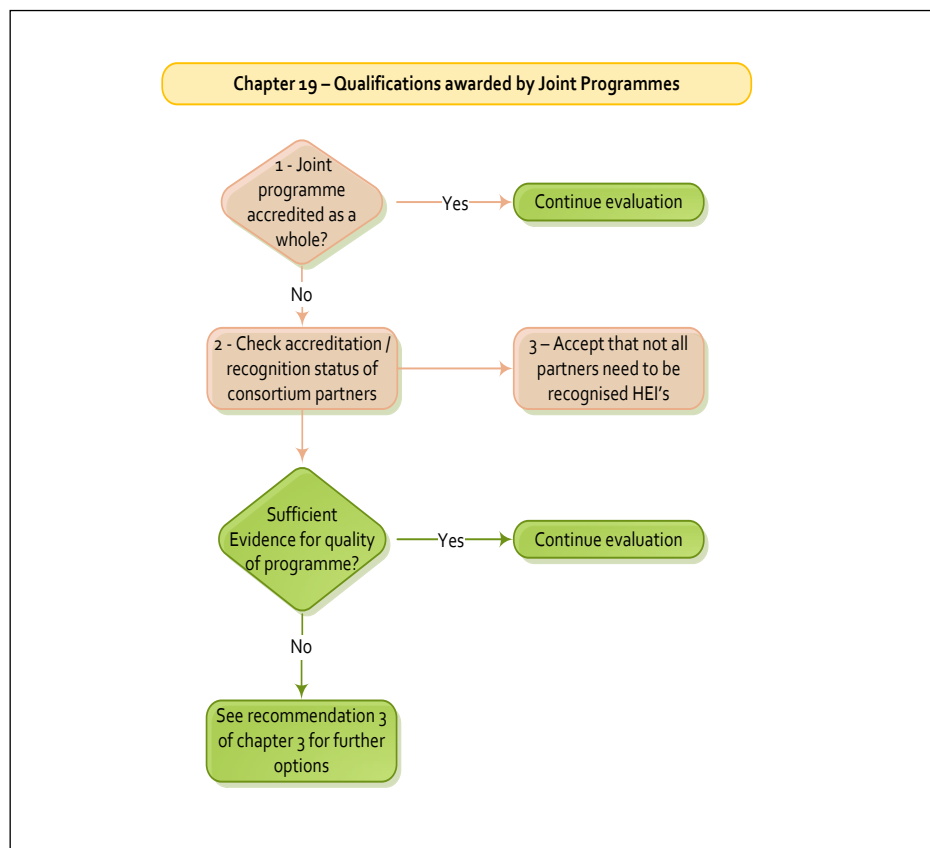 Chapter 19 – Qualifications awarded by Joint Programmes
1 - Joint
programme
accredited as a
whole?
Yes
Continue evaluation
No
2 - Check accreditation /
recognition status of
consortium partners
3 – Accept that not all
partners need to be
recognised HEI's
Sufficient
Evidence for quality
of programme?
Yes
Continue evaluation
No
See recommendation 3
of chapter 3 for further
options